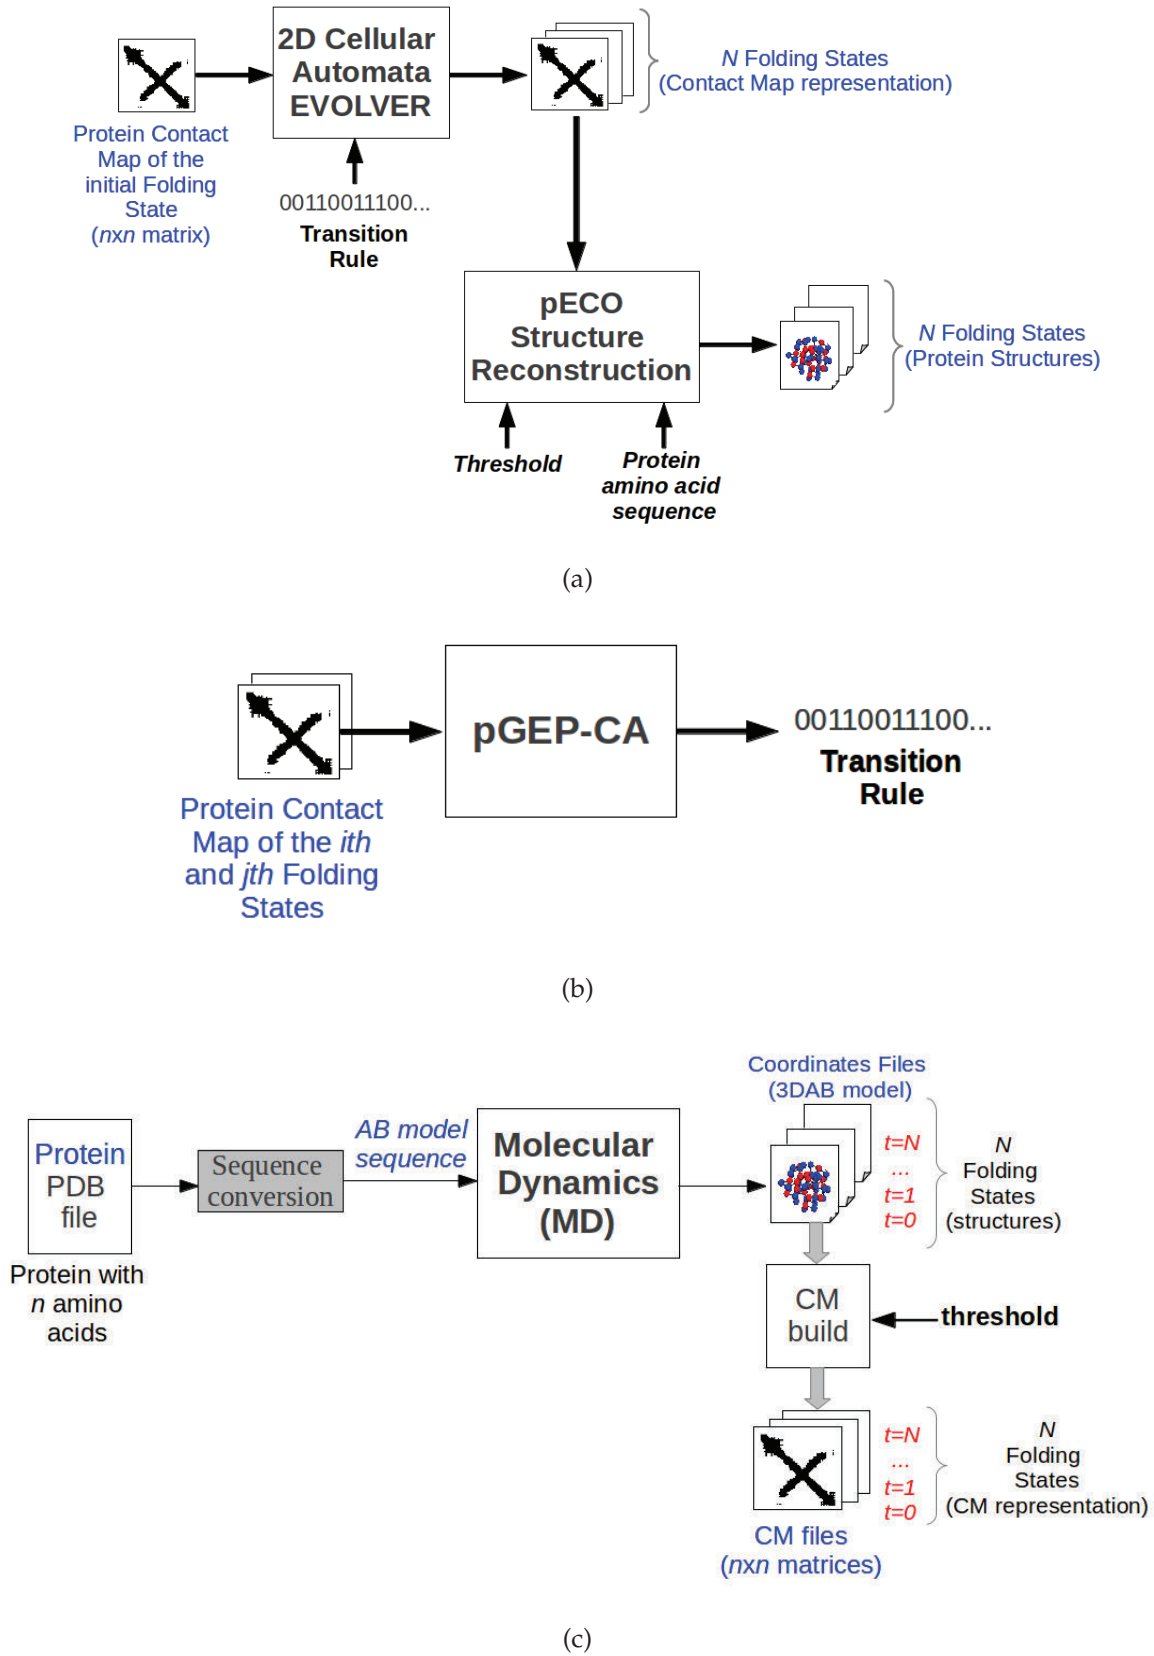 2D Cellular
Automata
EVOLVER
N Folding States
(Contact Map representation)
Protein Contact
Map of the
initial Folding
State
(nxn matrix)
00110011100...
Transition
Rule
pECO
Structure
Reconstruction
N Folding States
(Protein Structures)
Threshold
Protein
amino acid
sequence
(a)
pGEP-CA
00110011100...
Transition
Rule
Protein Contact
Map of the ith
and jth Folding
States
(b)
Coordinates Files
(3DAB model)
Protein
PDB
file
Protein with
n amino
acids
Sequence
conversion
AB model
sequence
Molecular
Dynamics
(MD)
t=N
...
t=1
t=0
N
Folding
States
(structures)
CM
build
threshold
t=N
...
t=1
t=0
N
Folding
States
(CM representation)
CM files
(nxn matrices)
(c)